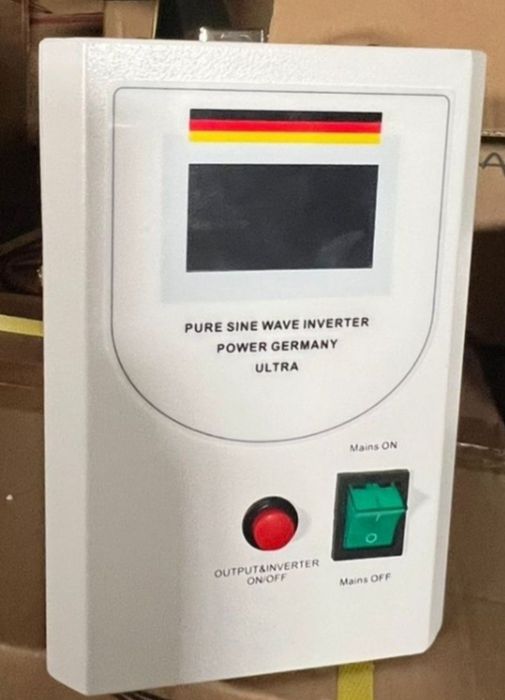 PURE SINE WAVE INVERTER
POWER GERMANY
ULTRA
Mains ON
OUTPUT&INVERTER
ON/OFF
Mains OFF